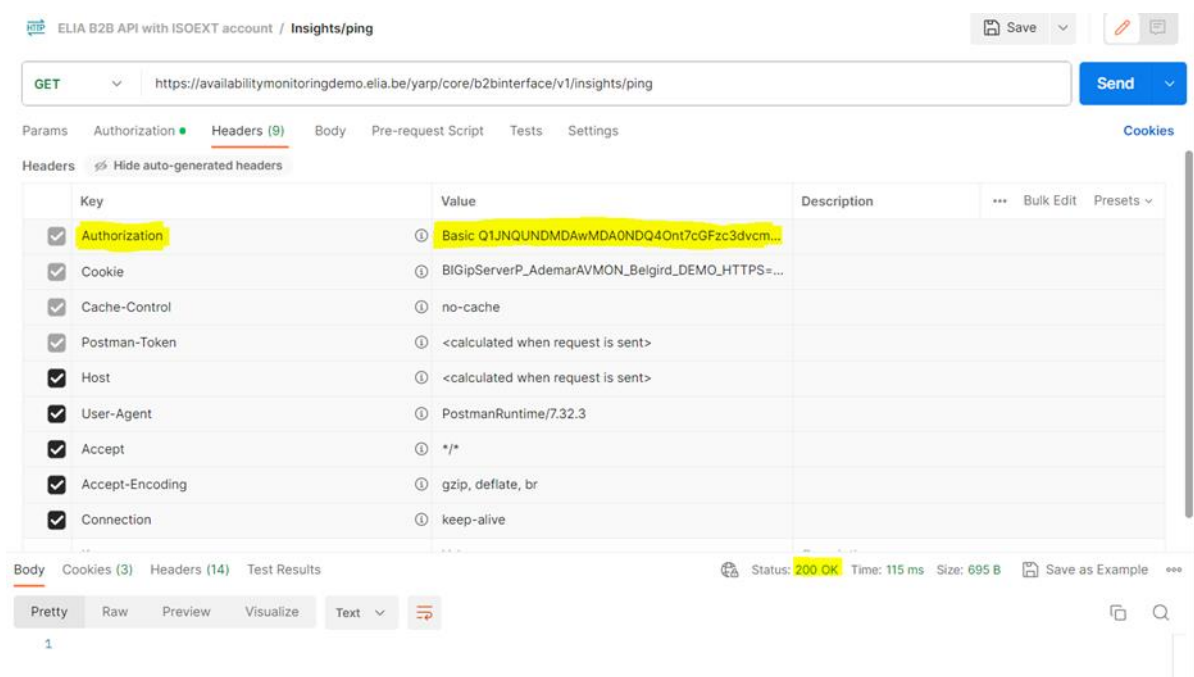 HTTP ELIA B2B API with ISOEXT account / Insights/ping Save
GET https://availabilitymonitoringdemo.elia.be/yarp/core/b2binterface/v1/insights/ping Send
Params Authorization Headers (9) Body Pre-request Script Tests Settings Cookies
Headers Hide auto-generated headers
Key Value Description ••• Bulk Edit Presets
Authorization Basic Q1JNQUNDMDAwMDA0NDQ4Ont7cGFzc3dvcm...
Cookie BIGipServerP_AdemarAVMON_Belgird_DEMO_HTTPS=...
Cache-Control no-cache
Postman-Token <calculated when request is sent>
Host <calculated when request is sent>
User-Agent PostmanRuntime/7.32.3
Accept */*
Accept-Encoding gzip, deflate, br
Connection keep-alive
Body Cookies (3) Headers (14) Test Results Status: 200 OK Time: 115 ms Size: 695 B Save as Example
Pretty Raw Preview Visualize Text
1